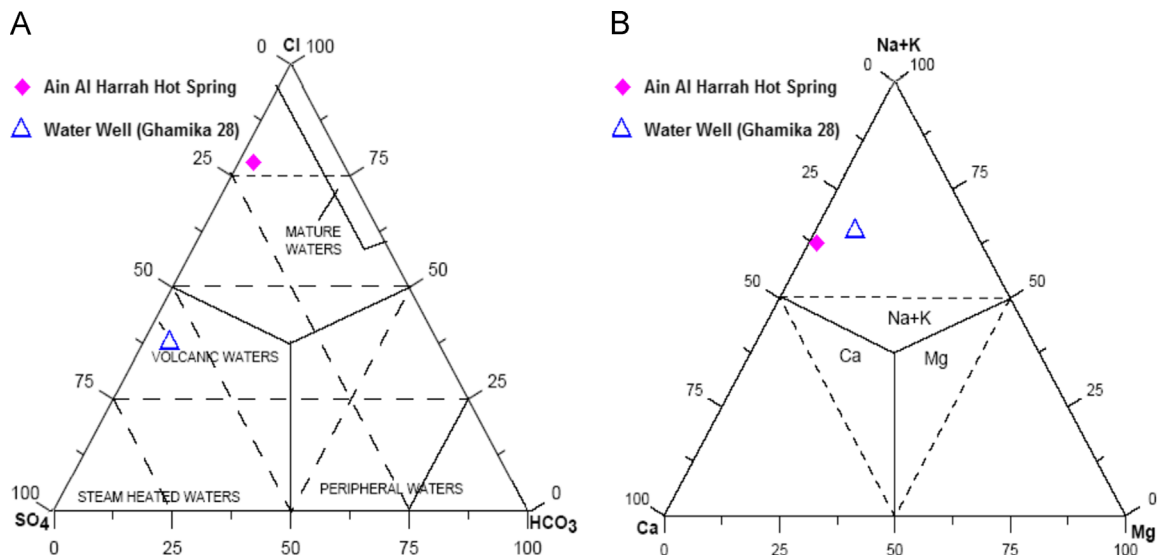 A
Cl
0 100
Ain Al Harrah Hot Spring
Water Well (Ghamika 28)
25
75
MATURE
WATERS
50
50
VOLCANIC WATERS
75
25
STEAM HEATED WATERS
PERIPHERAL WATERS
100
0
SO4
HCO3
0
25
50
75
100
B
Na+K
0 100
Ain Al Harrah Hot Spring
Water Well (Ghamika 28)
25
75
50
50
Na+K
Ca
Mg
75
25
100
0
Ca
Mg
0
25
50
75
100